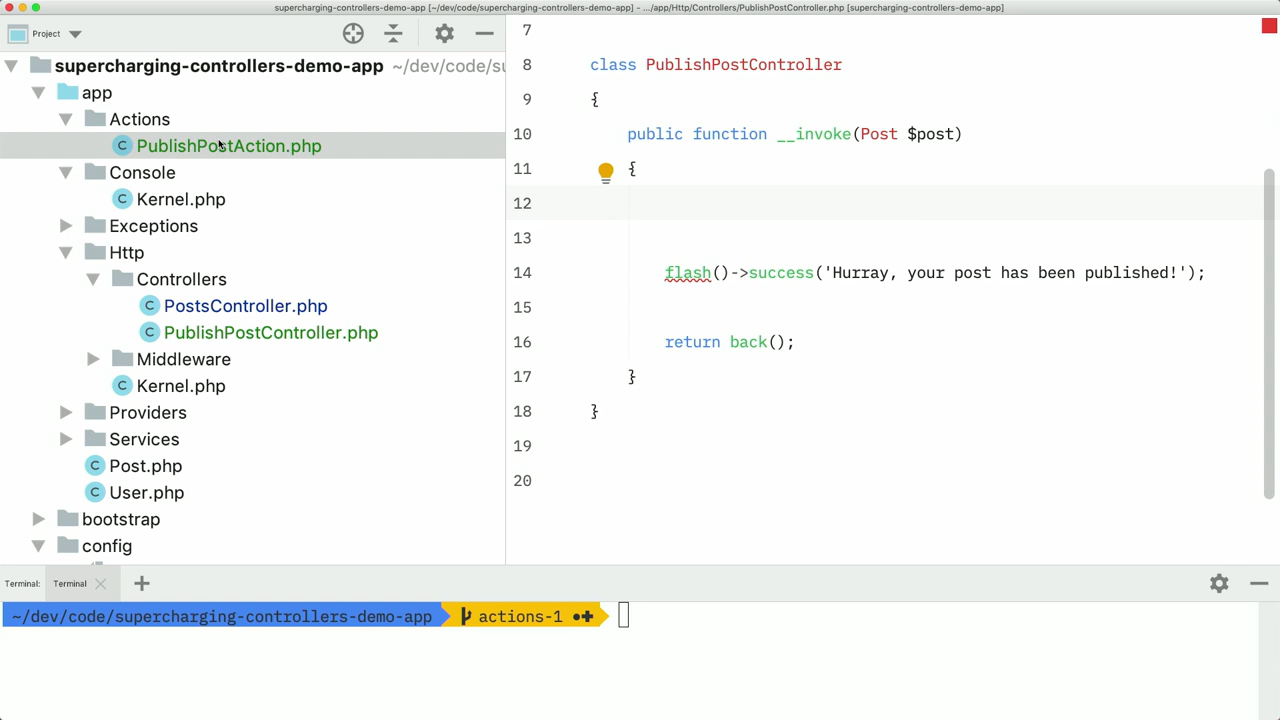 supercharging-controllers-demo-app [~/dev/code/supercharging-controllers-demo-app] - .../app/Http/Controllers/PublishPostController.php [supercharging-controllers-demo-app]
Project
supercharging-controllers-demo-app ~/dev/code/su
app
Actions
PublishPostAction.php
Console
Kernel.php
Exceptions
Http
Controllers
PostsController.php
PublishPostController.php
Middleware
Kernel.php
Providers
Services
Post.php
User.php
bootstrap
config
7
8 class PublishPostController
9 {
10 public function __invoke(Post $post)
11 {
12
13
14 flash()->success('Hurray, your post has been published!');
15
16 return back();
17 }
18 }
19
20
Terminal: Terminal
~/dev/code/supercharging-controllers-demo-app actions-1